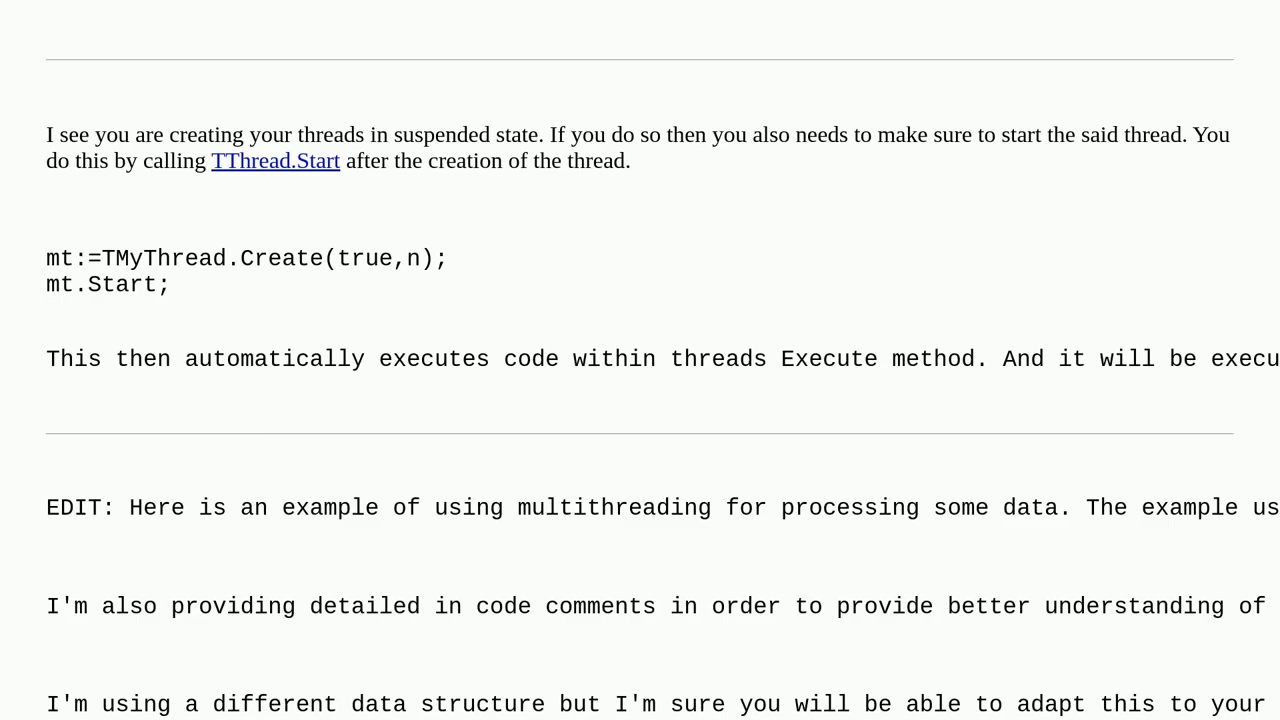 I see you are creating your threads in suspended state. If you do so then you also needs to make sure to start the said thread. You
do this by calling TThread.Start after the creation of the thread.
mt:=TMyThread.Create(true,n);
mt.Start;
This then automatically executes code within threads Execute method. And it will be execu
EDIT: Here is an example of using multithreading for processing some data. The example us
I'm also providing detailed in code comments in order to provide better understanding of
I'm using a different data structure but I'm sure you will be able to adapt this to your